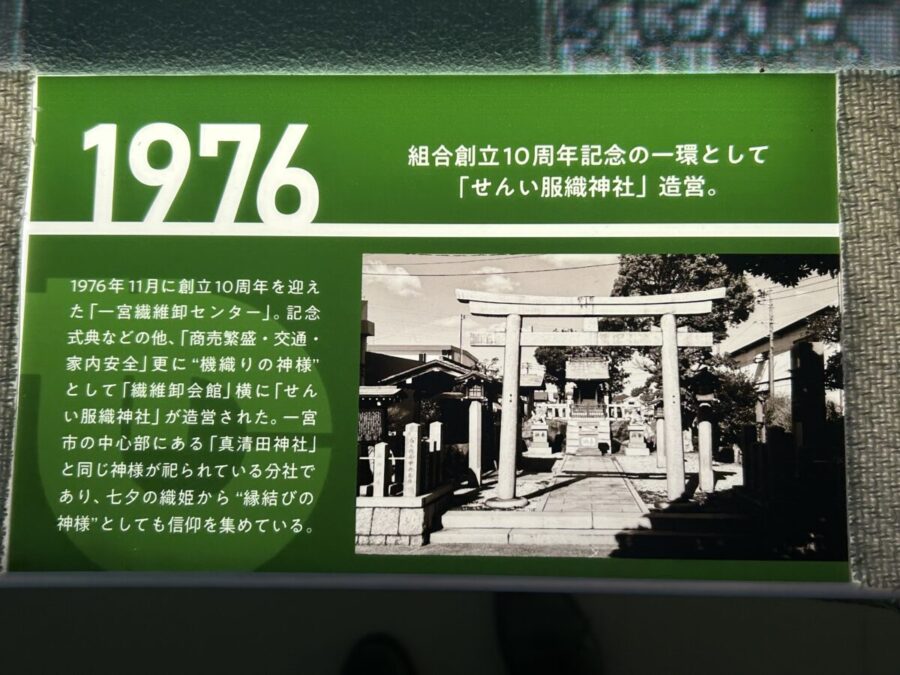 1976
組合創立10周年記念の一環として
「せんい服織神社」造営。
1976年11月に創立10周年を迎え
た「一宮繊維卸センター」。記念
式典などの他、「商売繁盛・交通・
家内安全」更に“機織りの神様”
として「繊維卸会館」横に「せん
い服織神社」が造営された。一宮
市の中心部にある「真清田神社」
と同じ神様が祀られている分社で
あり、七夕の織姫から“縁結びの
神様”としても信仰を集めている。